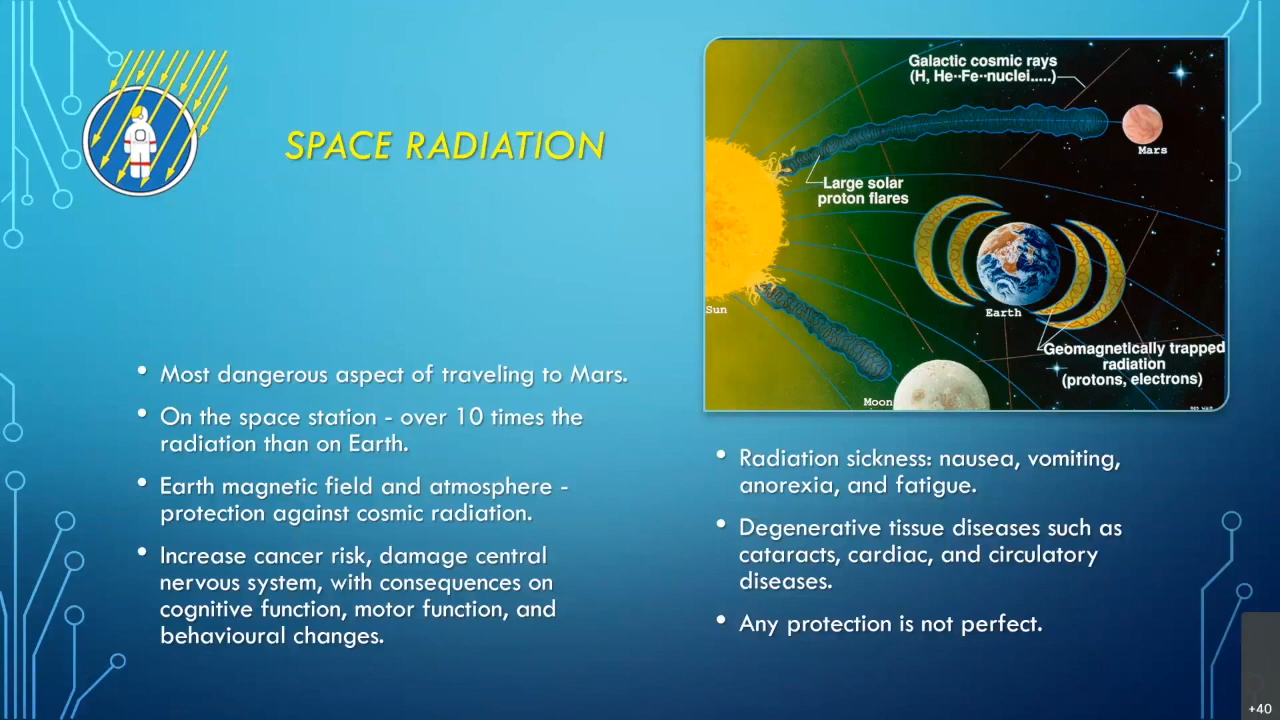 SPACE RADIATION
• Most dangerous aspect of traveling to Mars.
• On the space station - over 10 times the
radiation than on Earth.
• Earth magnetic field and atmosphere -
protection against cosmic radiation.
• Increase cancer risk, damage central
nervous system, with consequences on
cognitive function, motor function, and
behavioural changes.
Galactic cosmic rays
(H, He··Fe··nuclei.....)
Mars
Large solar
proton flares
Sun
Earth
Geomagnetically trapped
radiation
(protons, electrons)
Moon
• Radiation sickness: nausea, vomiting,
anorexia, and fatigue.
• Degenerative tissue diseases such as
cataracts, cardiac, and circulatory
diseases.
• Any protection is not perfect.
+40